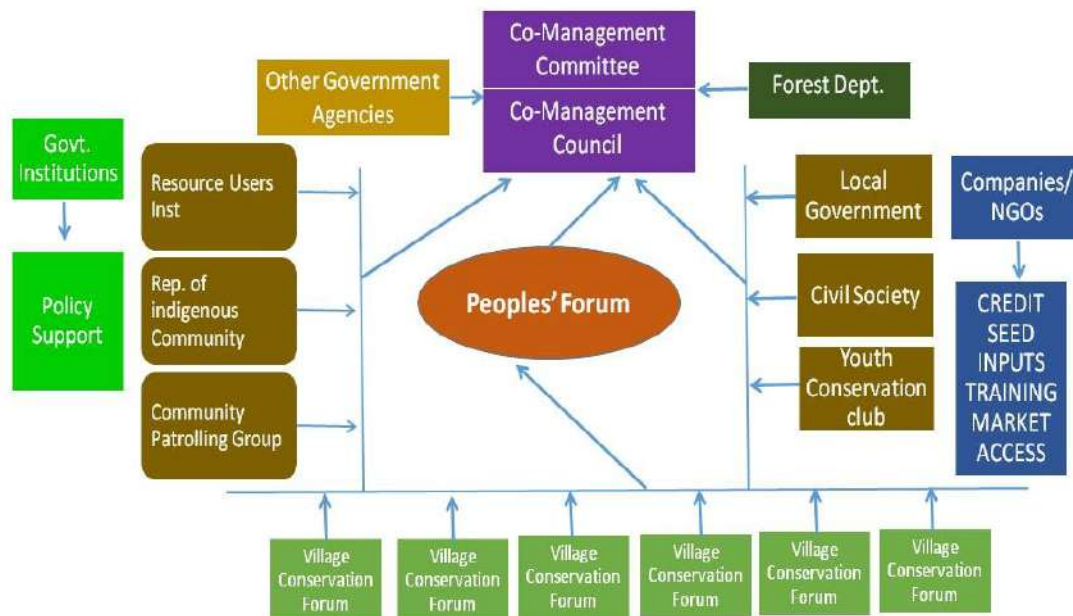 Co-Management
Committee
Co-Management
Council
Other Government
Agencies
Forest Dept.
Govt.
Institutions
Policy
Support
Resource Users
Inst
Rep. of
indigenous
Community
Community
Patrolling Group
Peoples' Forum
Local
Government
Civil Society
Youth
Conservation
club
Companies/
NGOs
CREDIT
SEED
INPUTS
TRAINING
MARKET
ACCESS
Village
Conservation
Forum
Village
Conservation
Forum
Village
Conservation
Forum
Village
Conservation
Forum
Village
Conservation
Forum
Village
Conservation
Forum